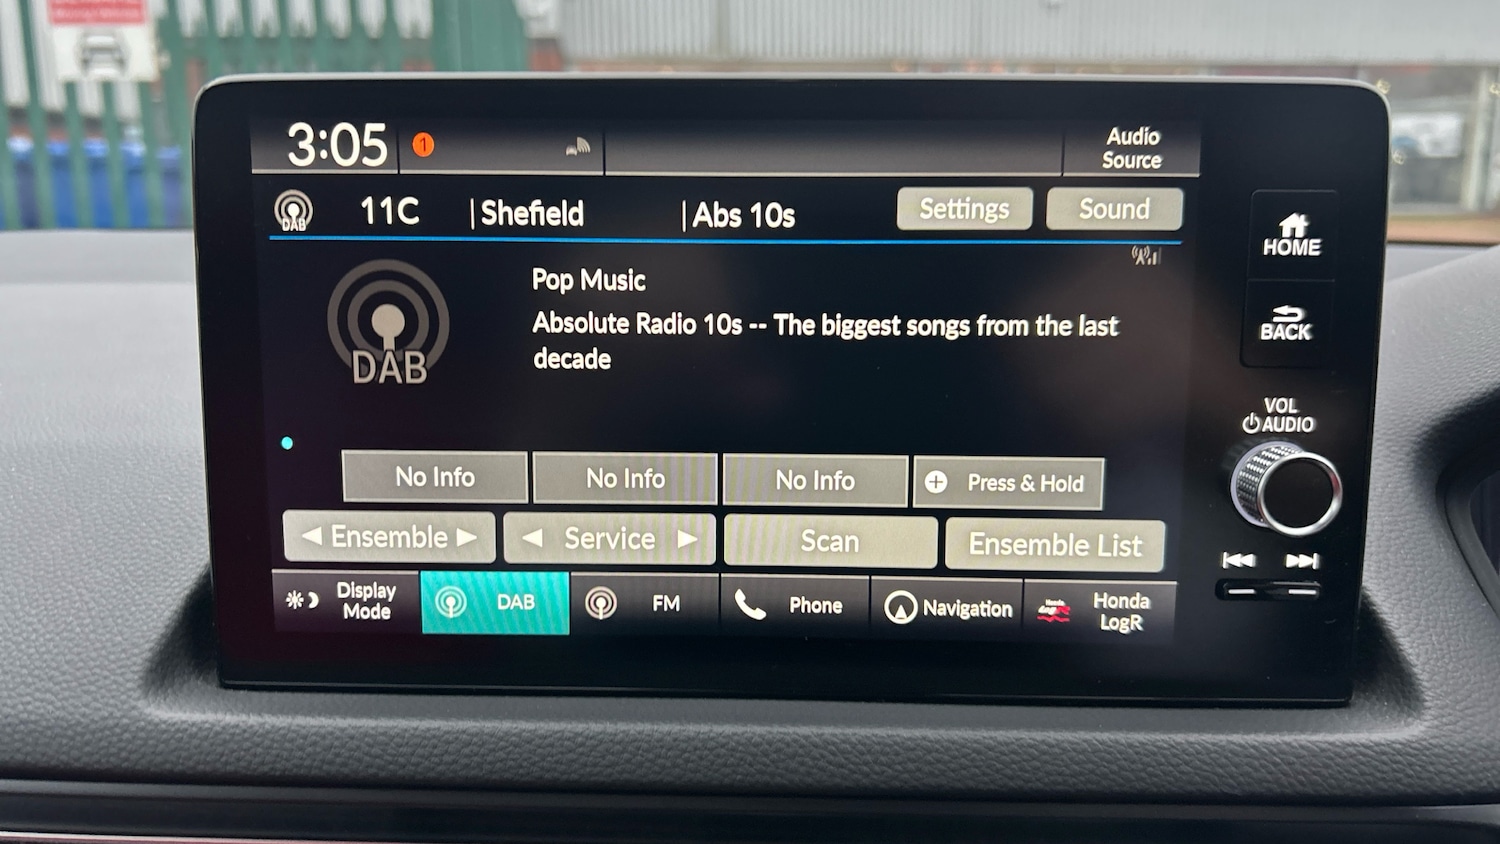 3:05
1
Audio
Source
DAB
11C
|Shefield
|Abs 10s
Settings
Sound
Pop Music
Absolute Radio 10s -- The biggest songs from the last
decade
DAB
HOME
BACK
VOL
AUDIO
No Info
No Info
No Info
Press & Hold
Ensemble
Service
Scan
Ensemble List
Display
Mode
DAB
FM
Phone
Navigation
Honda
LogR